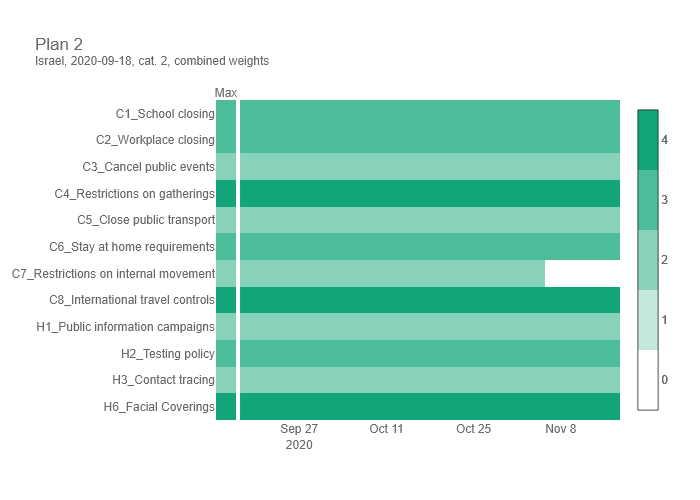 Plan 2
Israel, 2020-09-18, cat. 2, combined weights
Max
C1_School closing
C2_Workplace closing
C3_Cancel public events
C4_Restrictions on gatherings
C5_Close public transport
C6_Stay at home requirements
C7_Restrictions on internal movement
C8_International travel controls
H1_Public information campaigns
H2_Testing policy
H3_Contact tracing
H6_Facial Coverings
4
3
2
1
0
Sep 27 Oct 11 Oct 25 Nov 8
2020